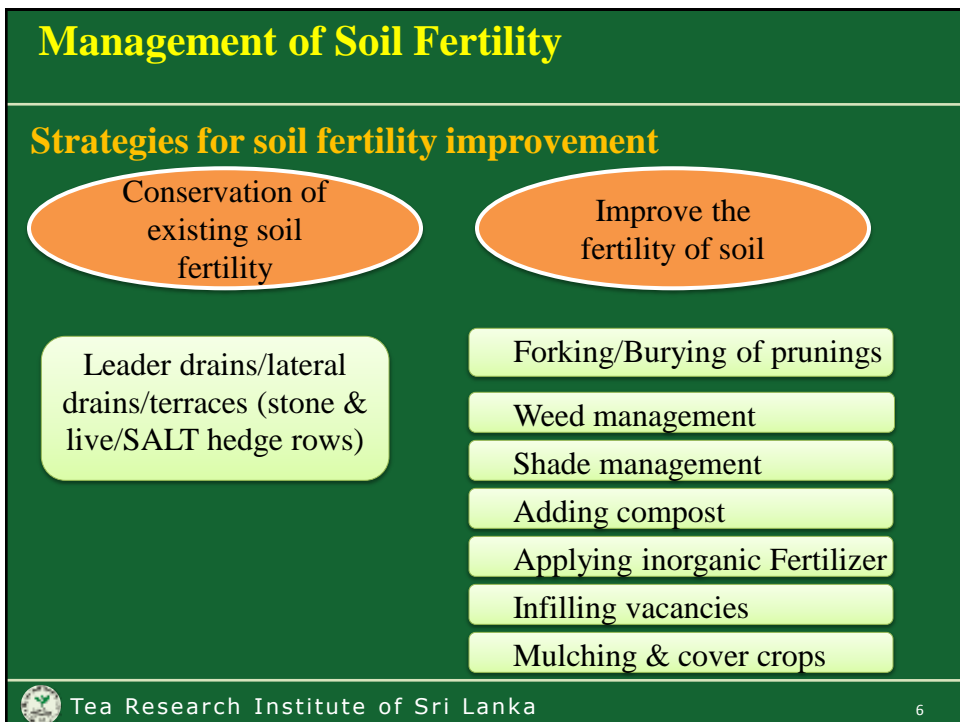 Management of Soil Fertility
Strategies for soil fertility improvement
Conservation of
existing soil
fertility
Leader drains/lateral
drains/terraces (stone &
live/SALT hedge rows)
Improve the
fertility of soil
Forking/Burying of prunings
Weed management
Shade management
Adding compost
Applying inorganic Fertilizer
Infilling vacancies
Mulching & cover crops
Tea Research Institute of Sri Lanka
6